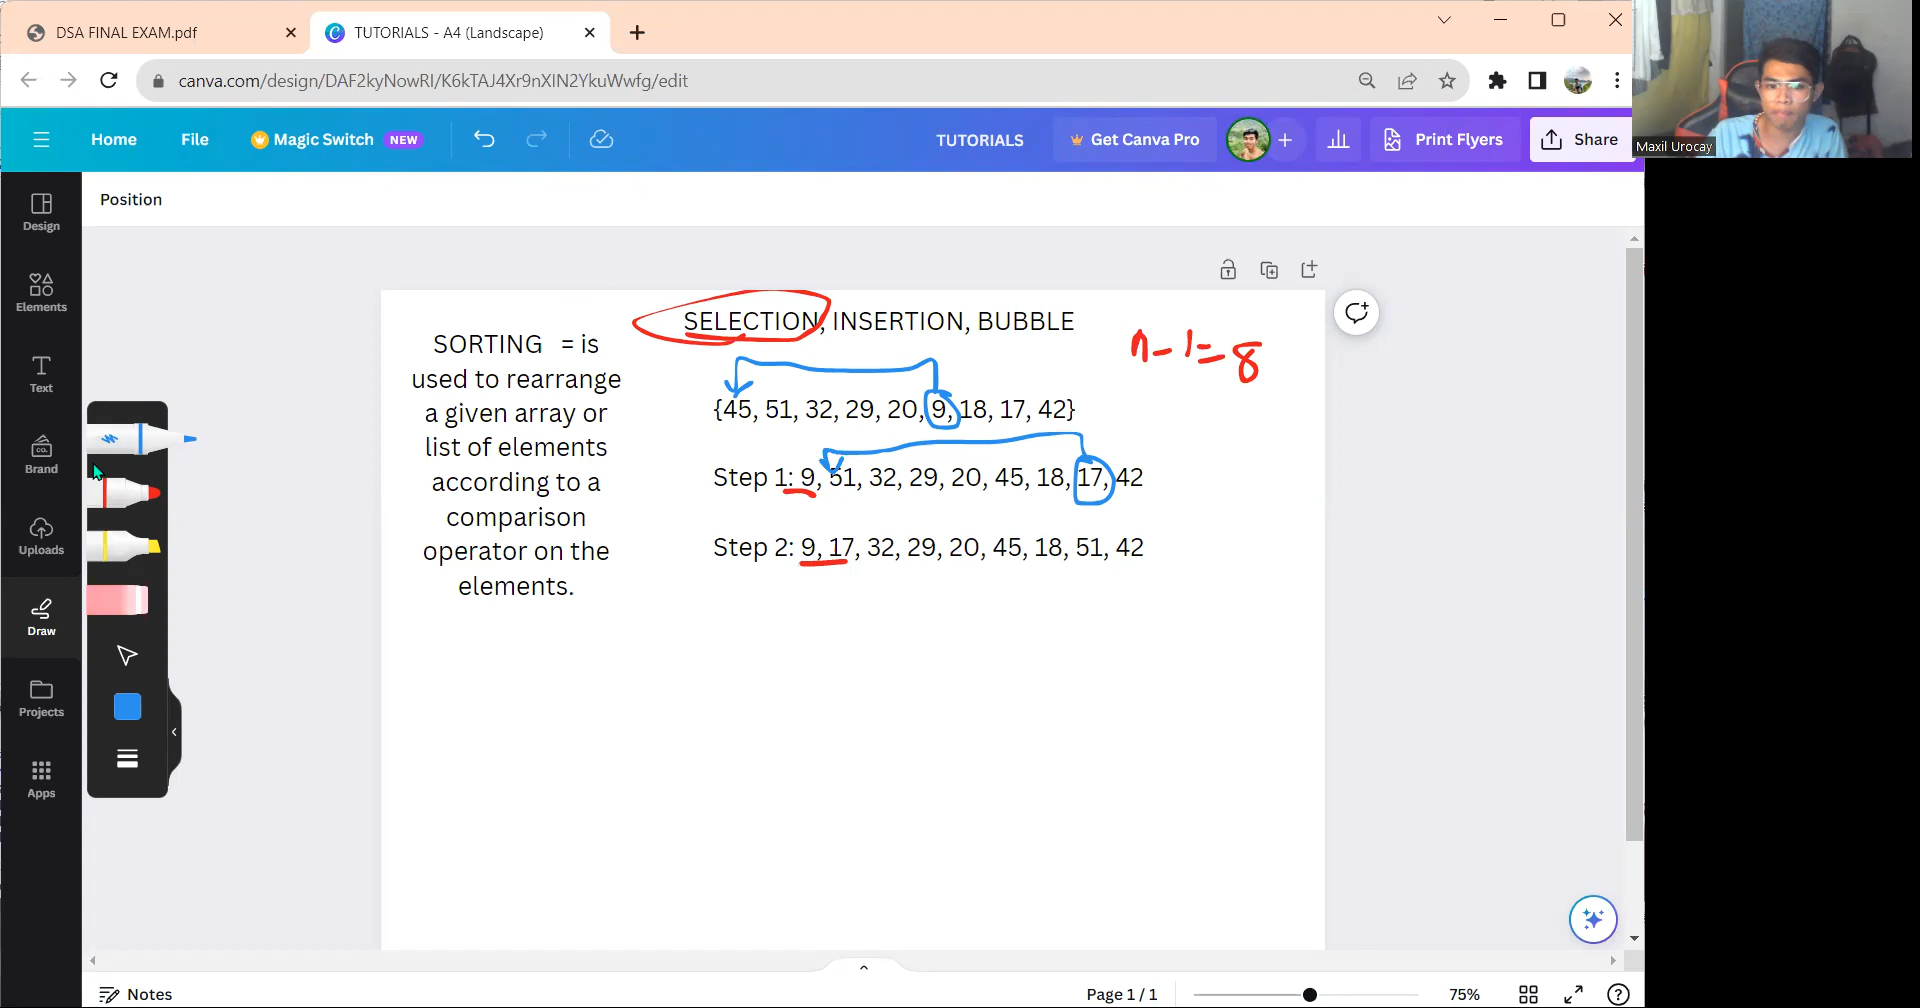 DSA FINAL EXAM.pdf
TUTORIALS - A4 (Landscape)
canva.com/design/DAF2kyNowRI/K6kTAJ4Xr9nXIN2YkuWwfg/edit
Home
File
Magic Switch
NEW
TUTORIALS
Get Canva Pro
Print Flyers
Share
Maxil Urocay
Position
Design
Elements
Text
Brand
Uploads
Draw
Projects
Apps
SORTING = is
used to rearrange
a given array or
list of elements
according to a
comparison
operator on the
elements.
SELECTION, INSERTION, BUBBLE
n - 1 = 8
{45, 51, 32, 29, 20, 9, 18, 17, 42}
Step 1: 9, 51, 32, 29, 20, 45, 18, 17, 42
Step 2: 9, 17, 32, 29, 20, 45, 18, 51, 42
Notes
Page 1 / 1
75%